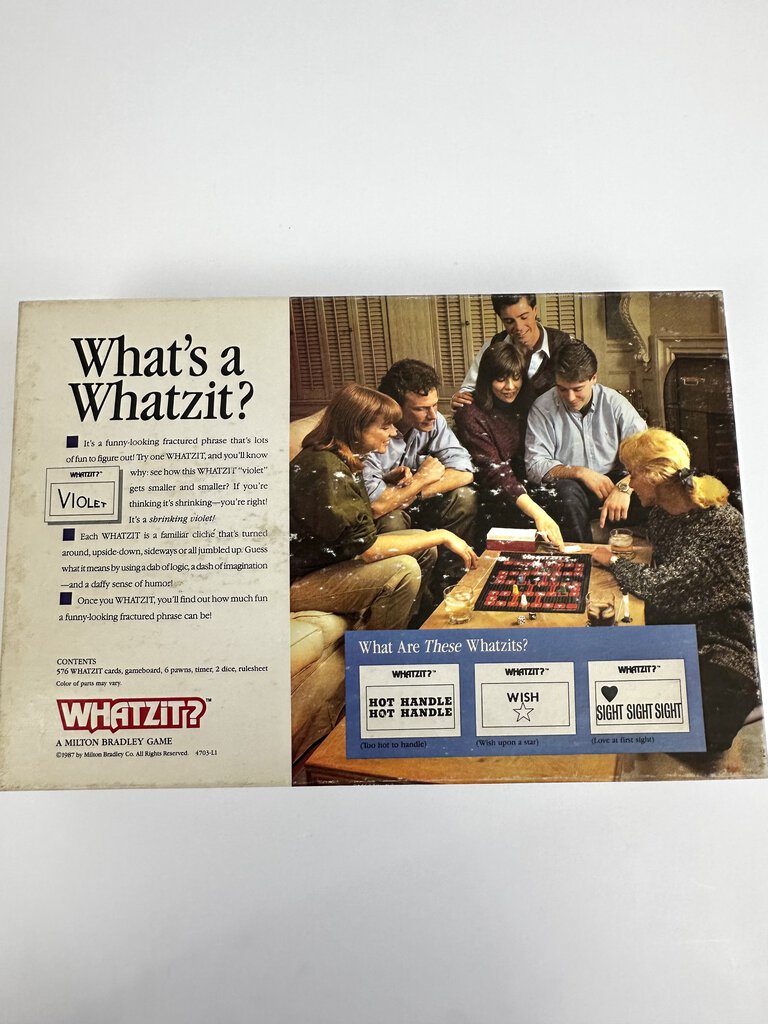 What's a
Whatzit?
It's a funny-looking fractured phrase that's lots
of fun to figure out! Try one WHATZIT, and you'll know
why: see how this WHATZIT "violet"
gets smaller and smaller? If you're
thinking it's shrinking—you're right!
It's a shrinking violet!
WHATZIT?™
VIOLET
Each WHATZIT is a familiar cliché that's turned
around, upside-down, sideways or all jumbled up. Guess
what it means by using a dab of logic, a dash of imagination
—and a daffy sense of humor!
Once you WHATZIT, you'll find out how much fun
a funny-looking fractured phrase can be!
CONTENTS
576 WHATZIT cards, gameboard, 6 pawns, timer, 2 dice, rulesheet
Color of parts may vary.
WHATZIT?™
A MILTON BRADLEY GAME
©1987 by Milton Bradley Co. All Rights Reserved. 4703-L1
WHATZIT?
What Are These Whatzits?
WHATZIT?™
HOT HANDLE
HOT HANDLE
(Too hot to handle)
WHATZIT?™
WISH
(Wish upon a star)
WHATZIT?™
SIGHT SIGHT SIGHT
(Love at first sight)